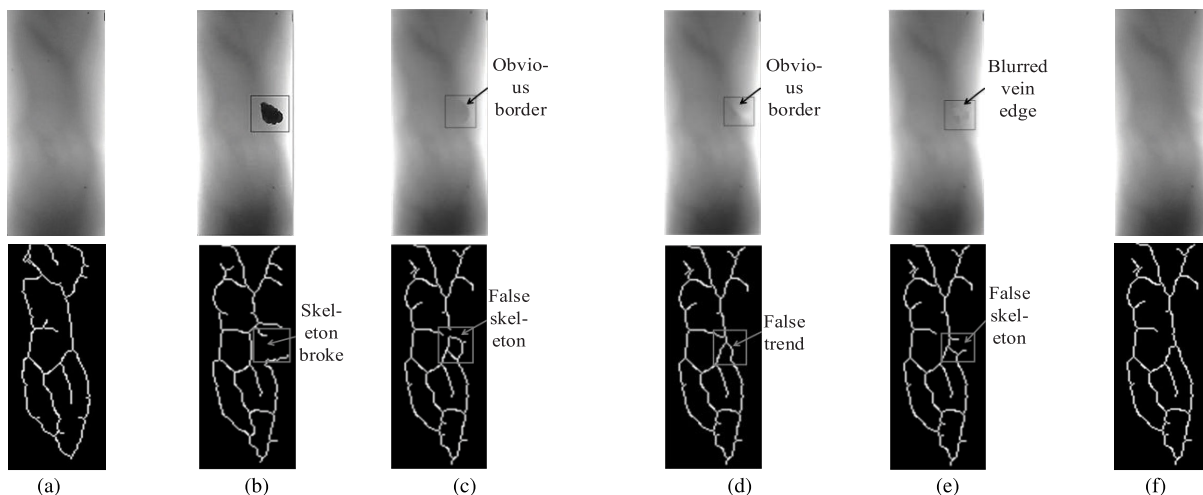 Obvio-
us
border
Obvio-
us
border
Blurred
vein
edge
Skel-
eton
broke
False
skel-
eton
False
trend
False
skel-
eton
(a)
(b)
(c)
(d)
(e)
(f)